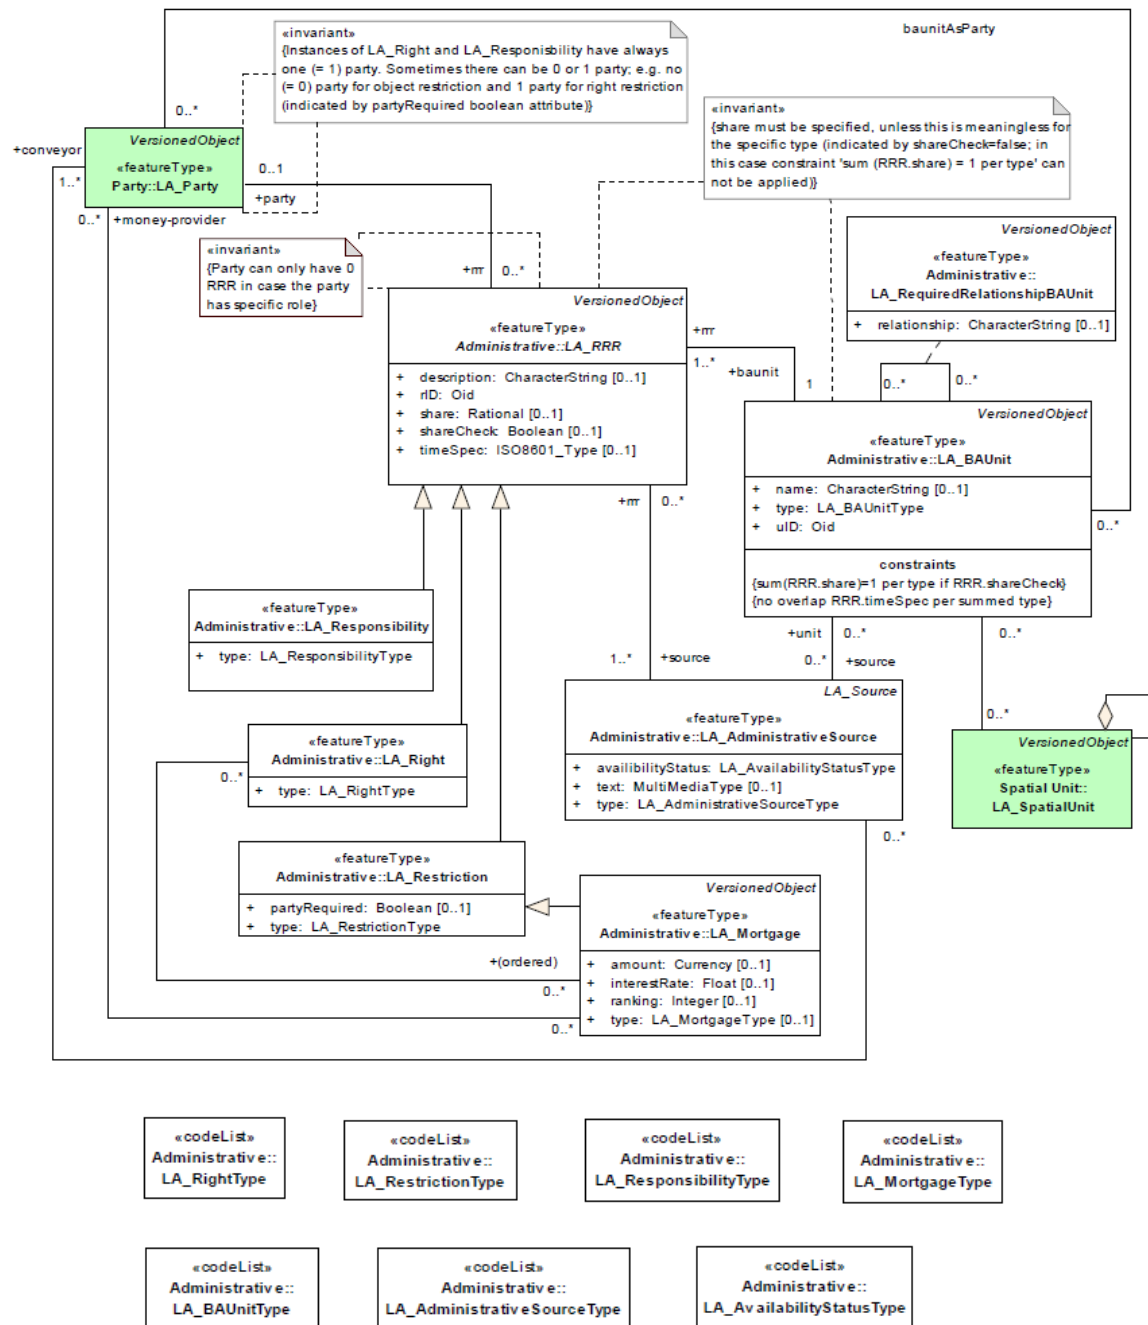 baunitAsParty
«invariant»
{Instances of LA_Right and LA_Responisbility have always
one (= 1) party. Sometimes there can be 0 or 1 party; e.g. no
(= 0) party for object restriction and 1 party for right restriction
(indicated by partyRequired boolean attribute)}
«invariant»
{share must be specified, unless this is meaningless for
the specific type (indicated by shareCheck=false; in
this case constraint 'sum (RRR.share) = 1 per type' can
not be applied)}
0..*
+conveyor
1..*
VersionedObject
«featureType»
Party::LA_Party
0..1
+party
0..*
+money-provider
«invariant»
{Party can only have 0
RRR in case the party
has specific role}
+rrr
0..*
VersionedObject
«featureType»
Administrative::
LA_RequiredRelationshipBAUnit
+ relationship: CharacterString [0..1]
VersionedObject
«featureType»
Administrative::LA_RRR
+ description: CharacterString [0..1]
+ rID: Oid
+ share: Rational [0..1]
+ shareCheck: Boolean [0..1]
+ timeSpec: ISO8601_Type [0..1]
+rrr
1..*
+baunit
1
0..*
0..*
VersionedObject
«featureType»
Administrative::LA_BAUnit
+ name: CharacterString [0..1]
+ type: LA_BAUnitType
+ uID: Oid
constraints
{sum(RRR.share)=1 per type if RRR.shareCheck}
{no overlap RRR.timeSpec per summed type}
0..*
+rrr
0..*
«featureType»
Administrative::LA_Responsibility
+ type: LA_ResponsibilityType
+unit
0..*
0..*
1..*
+source
0..*
+source
LA_Source
«featureType»
Administrative::LA_AdministrativeSource
+ availibilityStatus: LA_AvailabilityStatusType
+ text: MultiMediaType [0..1]
+ type: LA_AdministrativeSourceType
0..*
0..*
VersionedObject
«featureType»
Spatial Unit::
LA_SpatialUnit
«featureType»
Administrative::LA_Right
+ type: LA_RightType
0..*
«featureType»
Administrative::LA_Restriction
+ partyRequired: Boolean [0..1]
+ type: LA_RestrictionType
VersionedObject
«featureType»
Administrative::LA_Mortgage
+ amount: Currency [0..1]
+ interestRate: Float [0..1]
+ ranking: Integer [0..1]
+ type: LA_MortgageType [0..1]
+(ordered)
0..*
0..*
«codeList»
Administrative::
LA_RightType
«codeList»
Administrative::
LA_RestrictionType
«codeList»
Administrative::
LA_ResponsibilityType
«codeList»
Administrative::
LA_MortgageType
«codeList»
Administrative::
LA_BAUnitType
«codeList»
Administrative::
LA_AdministrativeSourceType
«codeList»
Administrative::
LA_AvailabilityStatusType